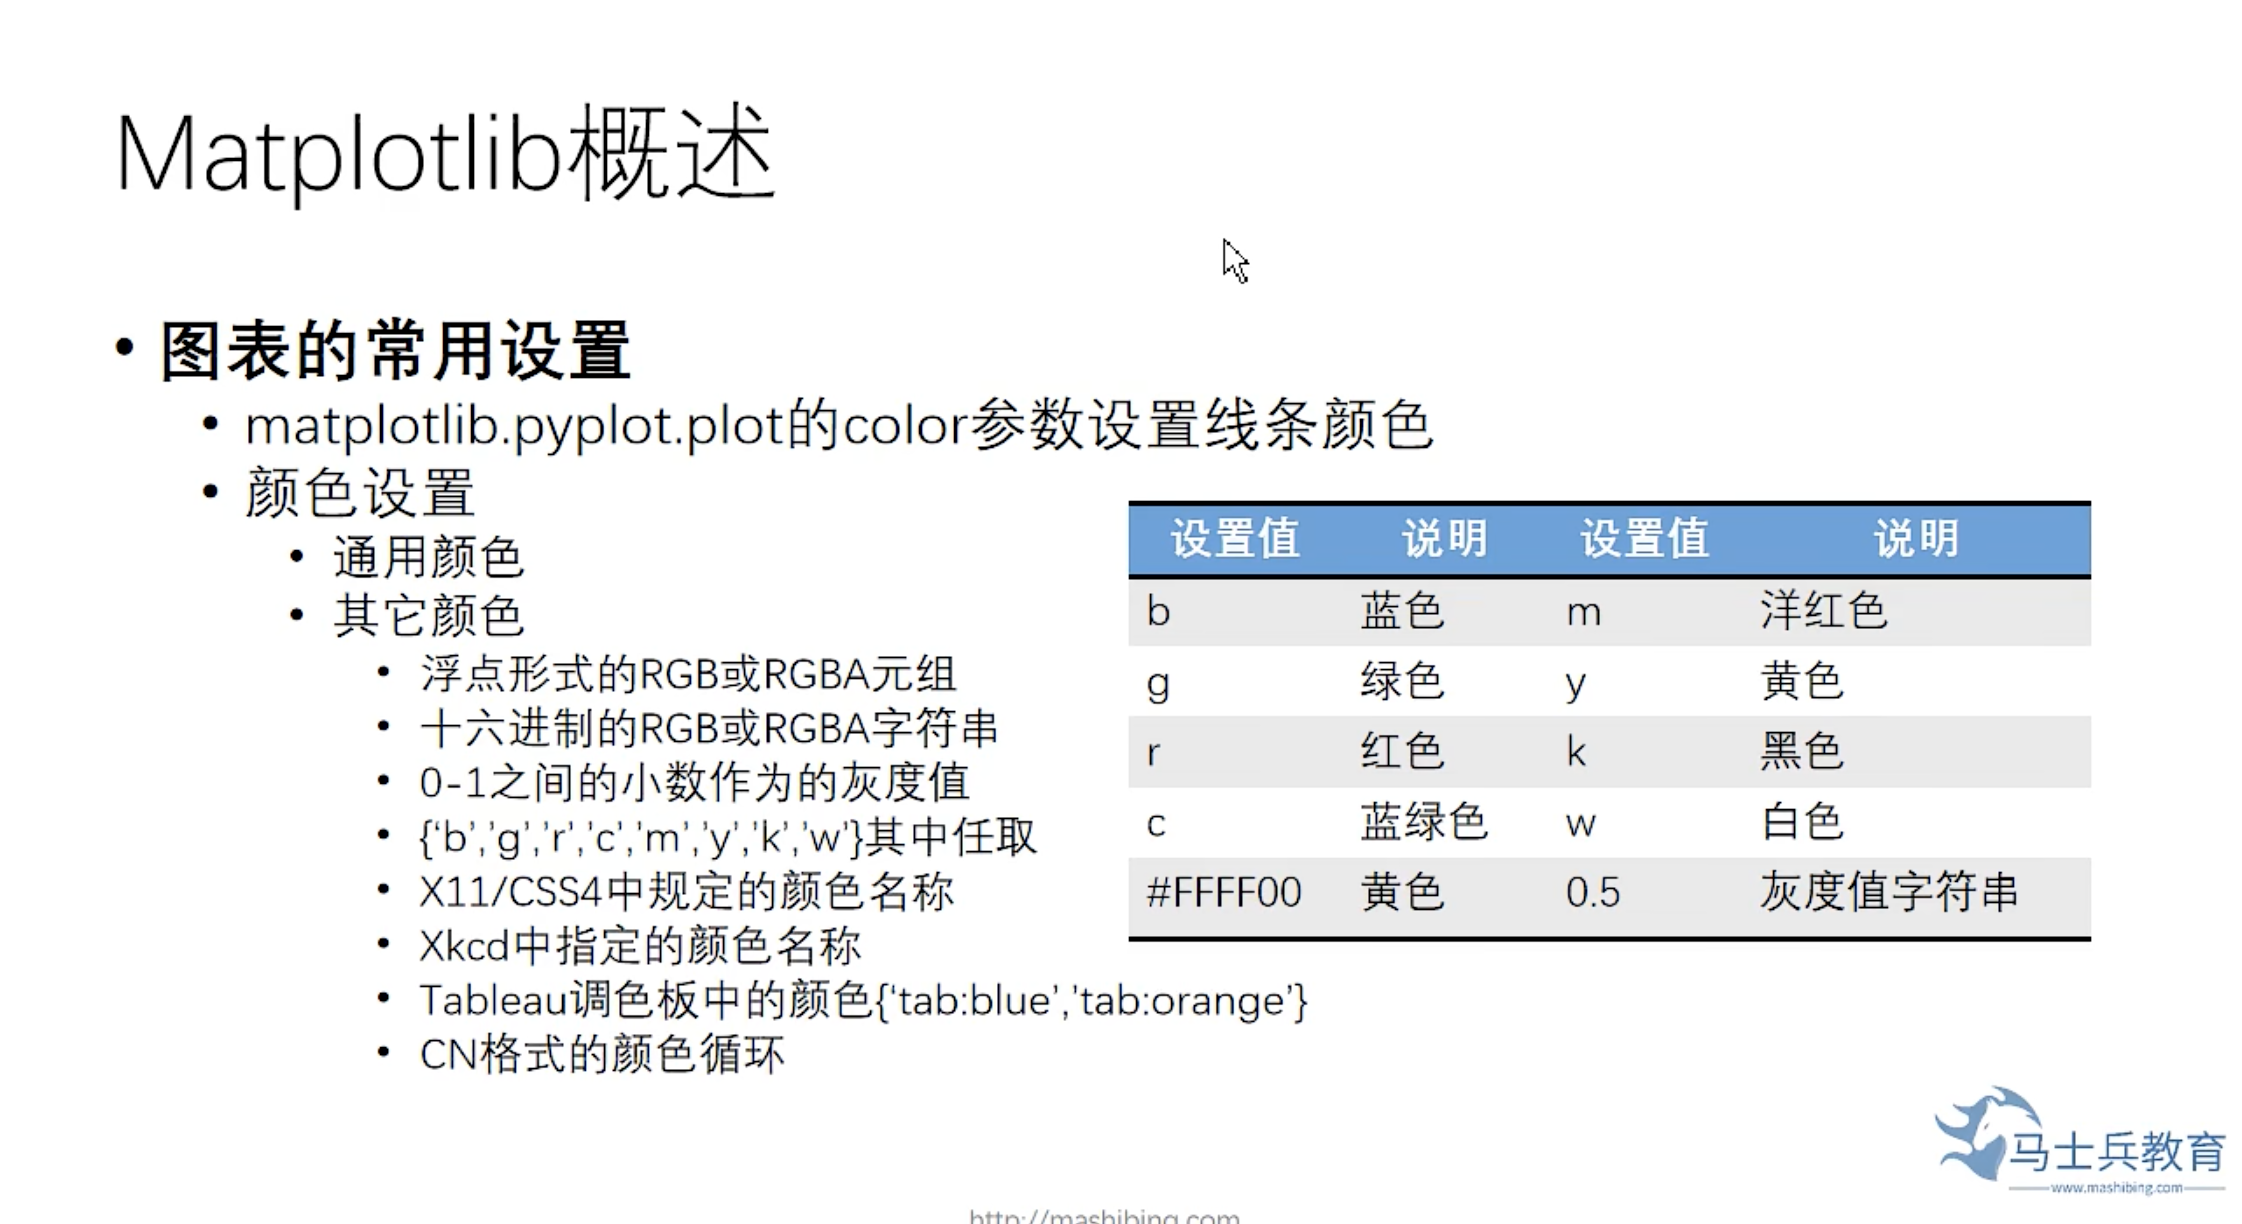 Matplotlib概述
• 图表的常用设置
• matplotlib.pyplot.plot的color参数设置线条颜色
• 颜色设置
• 通用颜色
• 其它颜色
• 浮点形式的RGB或RGBA元组
• 十六进制的RGB或RGBA字符串
• 0-1之间的小数作为的灰度值
• {‘b’,’g’,’r’,’c’,’m’,’y’,’k’,’w’}其中任取
• X11/CSS4中规定的颜色名称
• Xkcd中指定的颜色名称
• Tableau调色板中的颜色{‘tab:blue’,’tab:orange’}
• CN格式的颜色循环
设置值 说明 设置值 说明
b 蓝色 m 洋红色
g 绿色 y 黄色
r 红色 k 黑色
c 蓝绿色 w 白色
#FFFF00 黄色 0.5 灰度值字符串
马士兵教育
www.mashibing.com
http://mashibing.com